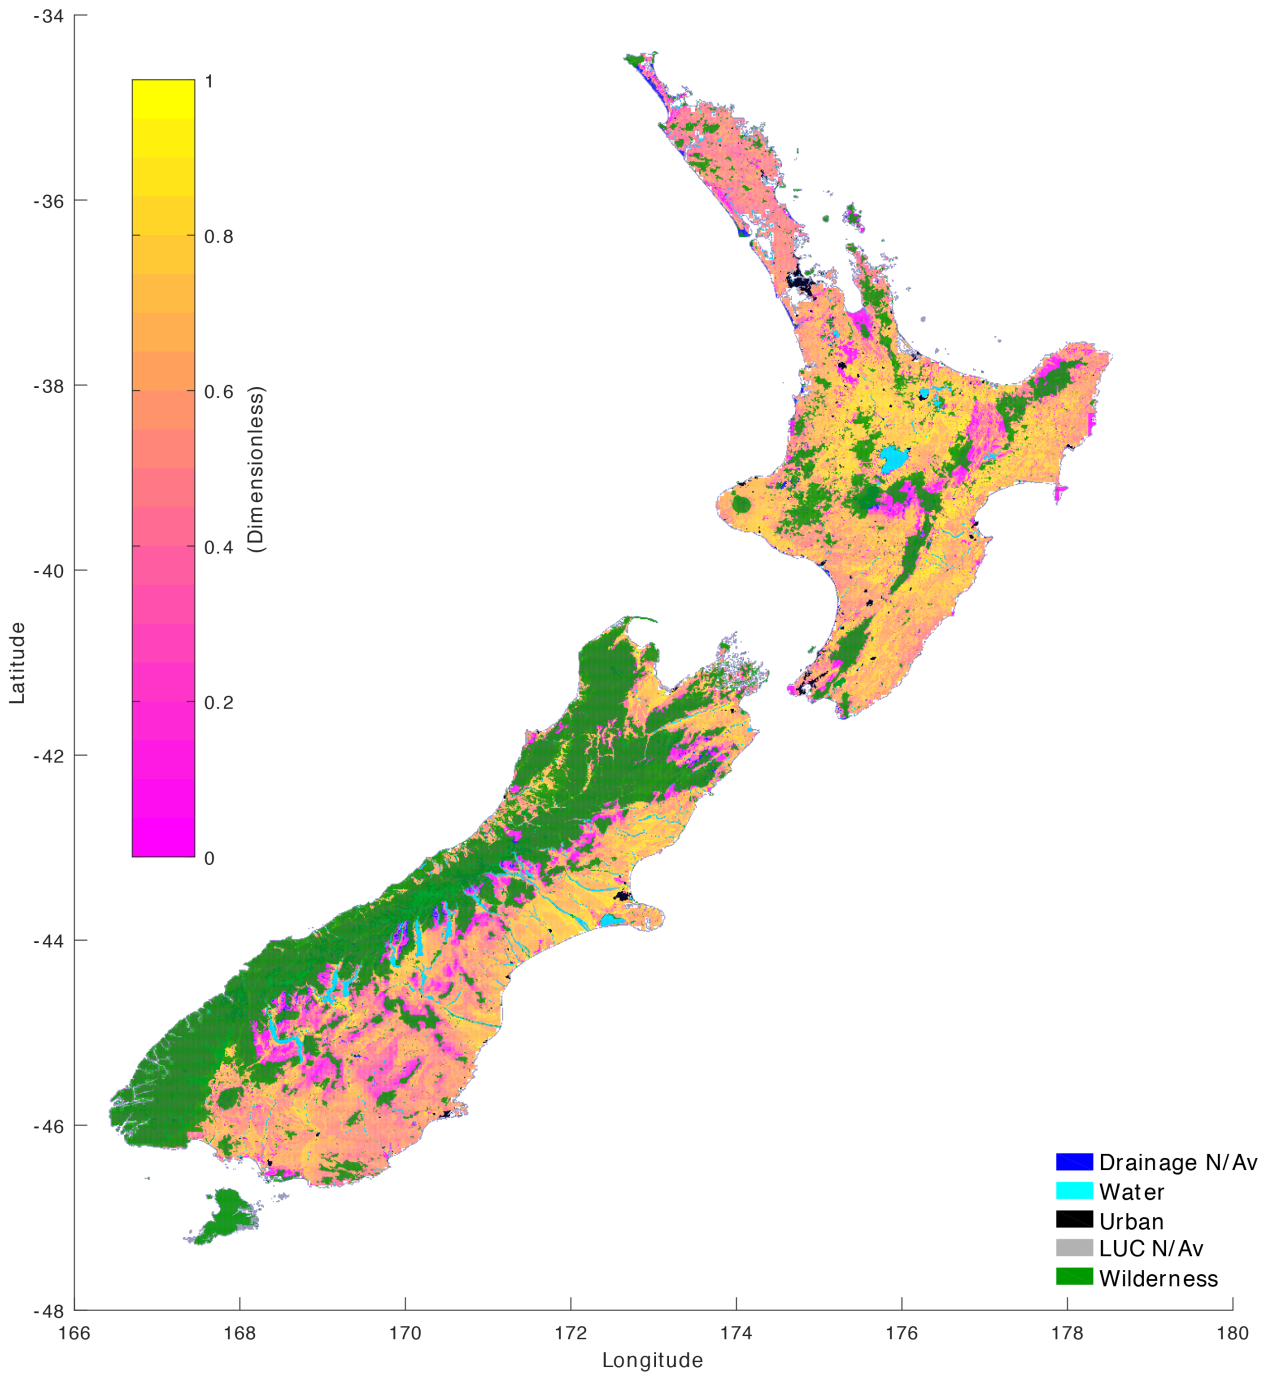 -34
-36
-38
-40
-42
-44
-46
-48
Latitude
1
0.8
0.6
0.4
0.2
0
(Dimensionless)
Drainage N/Av
Water
Urban
LUC N/Av
Wilderness
166 168 170 172 174 176 178 180
Longitude